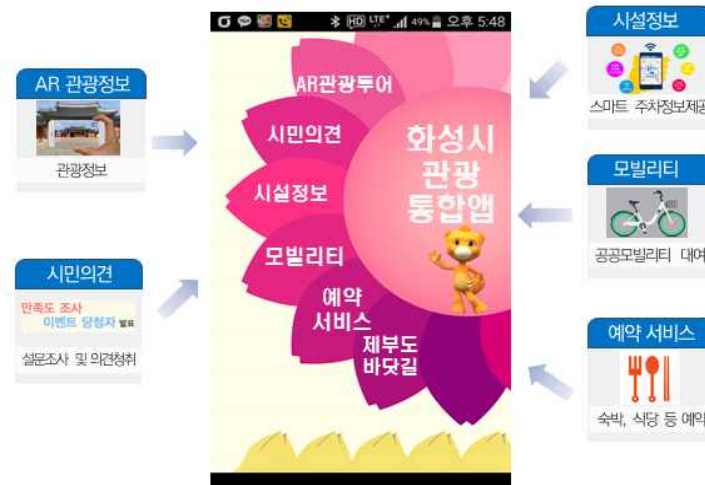 HD LTE+ 49% 오후 5:48
AR관광투어
시민의견
시설정보
모빌리티
예약
서비스
제부도
바닷길
화성시
관광
통합앱
AR 관광정보
관광정보
시민의견
만족도 조사
이벤트 당첨자 발표
설문조사 및 의견청취
시설정보
스마트 주차정보제공
모빌리티
공공모빌리티 대여
예약 서비스
숙박, 식당 등 예약